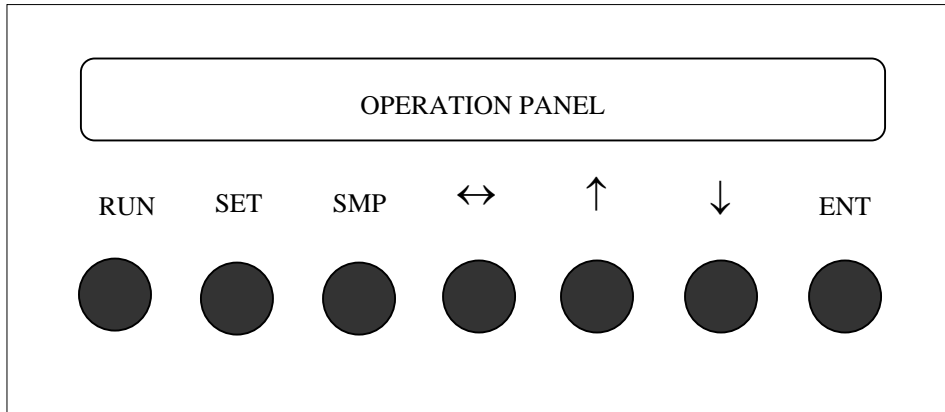 OPERATION PANEL
RUN SET SMP ↔ ↑ ↓ ENT